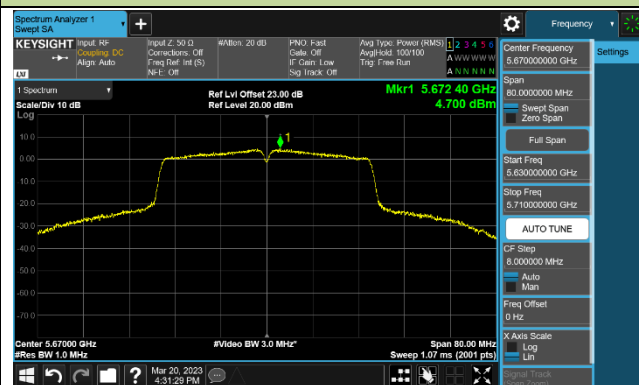 Spectrum Analyzer 1
Swept SA
Frequency
KEYSIGHT
Input: RF
Coupling: DC
Align: Auto
Input Z: 50 Ω
Corrections: Off
Freq Ref: Int (S)
NFE: Off
#Atten: 20 dB
PNO: Fast
Gate: Off
IF Gain: Low
Sig Track: Off
Avg Type: Power (RMS)
Avg|Hold: 100/100
Trig: Free Run
1 2 3 4 5 6
A W W W W W
A N N N N N
LXI
Center Frequency
5.670000000 GHz
Settings
Span
80.0000000 MHz
Swept Span
Zero Span
Full Span
Start Freq
5.630000000 GHz
Stop Freq
5.710000000 GHz
AUTO TUNE
CF Step
8.000000 MHz
Auto
Man
Freq Offset
0 Hz
X Axis Scale
Log
Lin
Signal Track
1 Spectrum
Scale/Div 10 dB
Ref Lvl Offset 23.00 dB
Ref Level 20.00 dBm
Mkr1 5.672 40 GHz
4.700 dBm
Log
10.0
0.00
-10.0
-20.0
-30.0
-40.0
-50.0
-60.0
-70.0
1
Center 5.67000 GHz
#Res BW 1.0 MHz
#Video BW 3.0 MHz*
Span 80.00 MHz
Sweep 1.07 ms (2001 pts)
Mar 20, 2023
4:31:29 PM